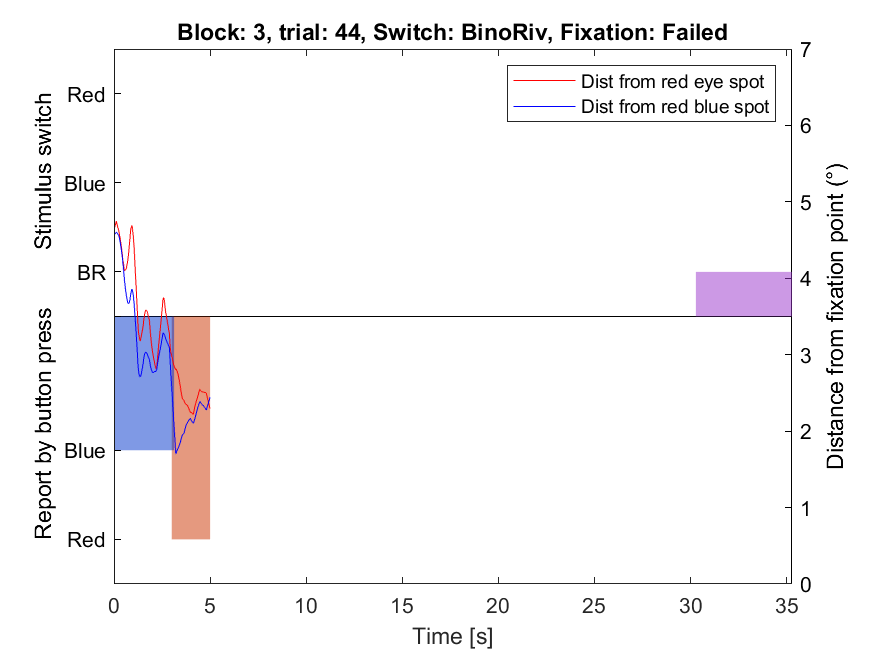 Block: 3, trial: 44, Switch: BinoRiv, Fixation: Failed
Dist from red eye spot
Dist from red blue spot
Stimulus switch
Report by button press
Red
Blue
BR
Blue
Red
7
6
5
4
3
2
1
0
Distance from fixation point (°)
0 5 10 15 20 25 30 35
Time [s]